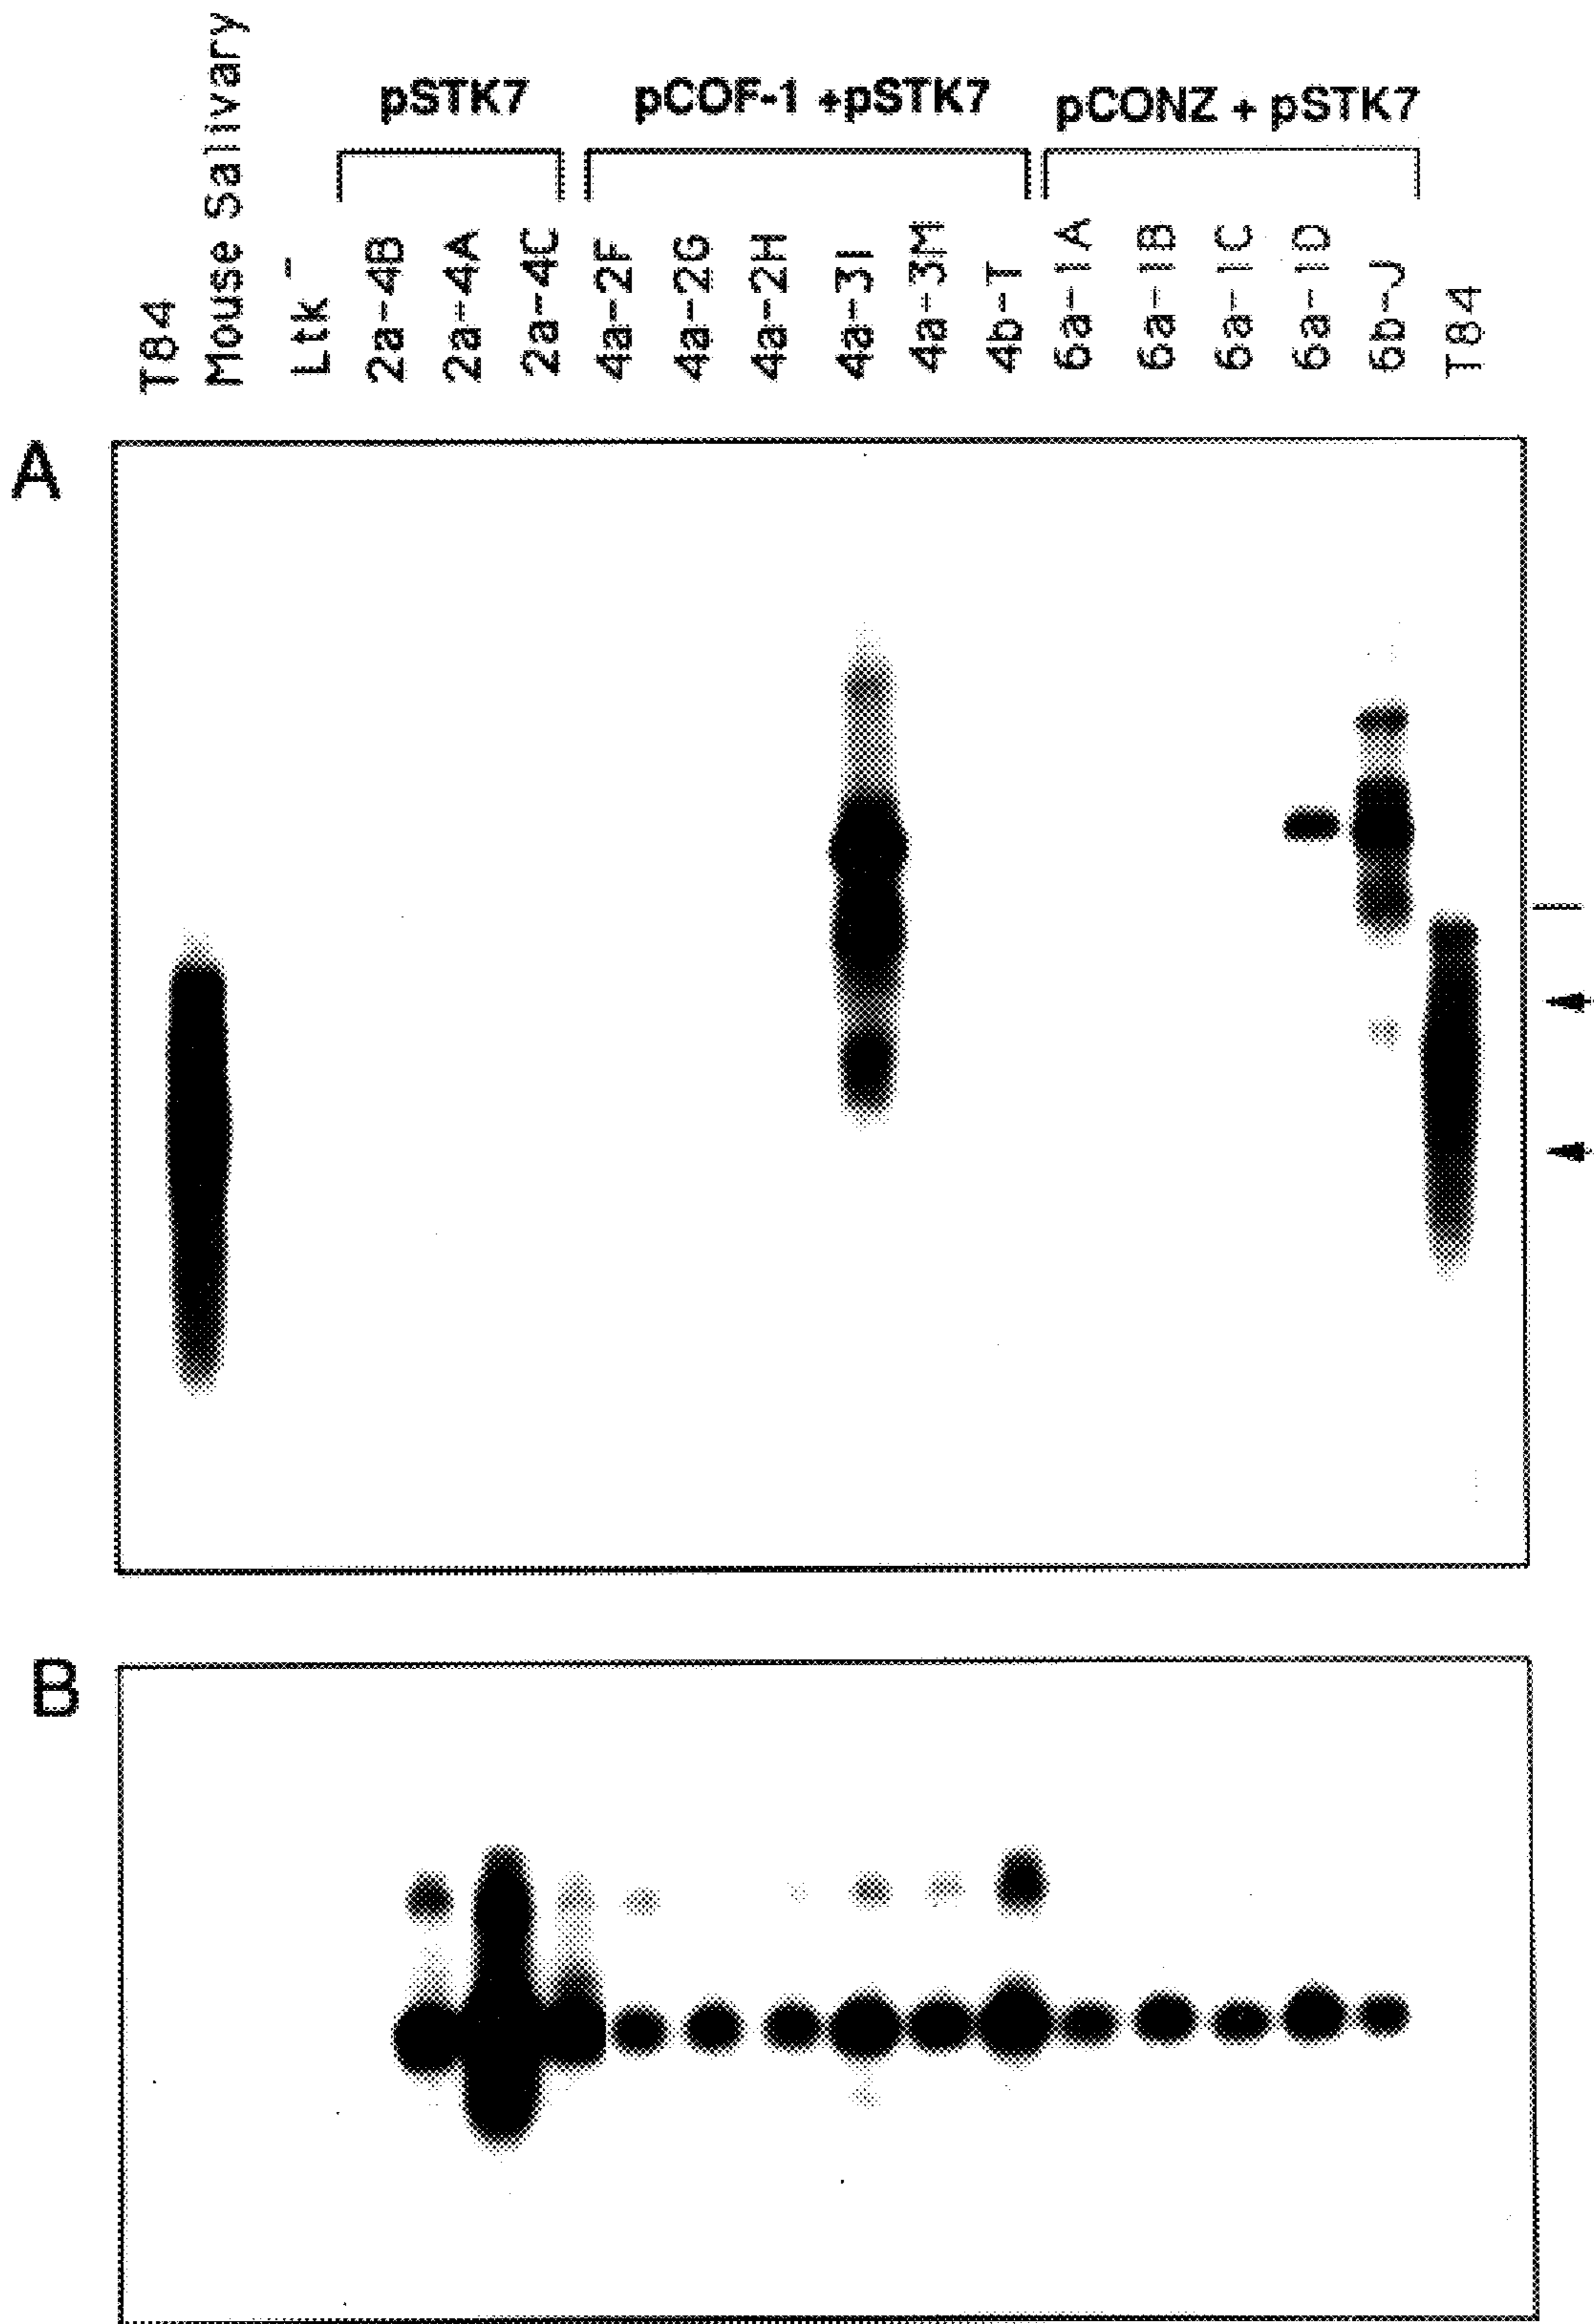 pSTK7
pCOF-1 +pSTK7
pCONZ + pSTK7
T84
Mouse Salivary
Ltk⁻
2a-4B
2a-4A
2a-4C
4a-2F
4a-2G
4a-2H
4a-3I
4a-3M
4b-T
6a-1A
6a-1B
6a-1C
6a-1D
6b-J
T84
A
B